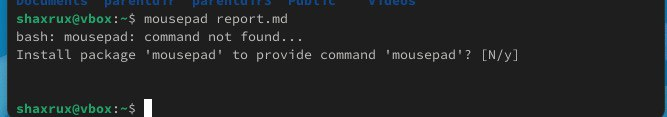 Documents parentdir parentdir3 Public Videos
shaxrux@vbox:~$ mousepad report.md
bash: mousepad: command not found...
Install package 'mousepad' to provide command 'mousepad'? [N/y]
shaxrux@vbox:~$